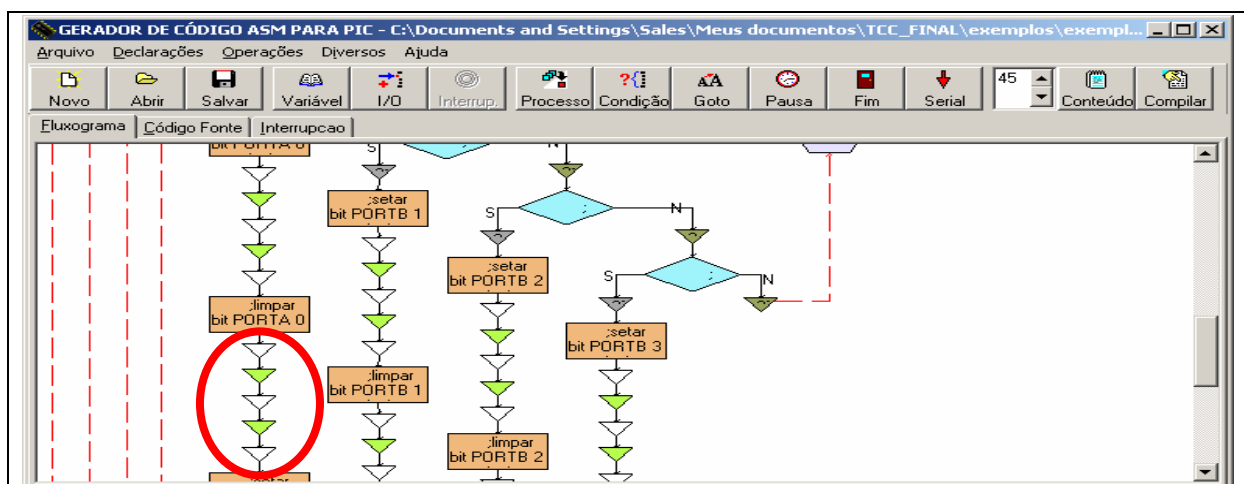 GERADOR DE CÓDIGO ASM PARA PIC - C:\Documents and Settings\Sales\Meus documentos\TCC_FINAL\exemplos\exempl...
Arquivo Declarações Operações Diversos Ajuda
Novo Abrir Salvar Variável I/O Interrup. Processo Condição Goto Pausa Fim Serial 45 Conteúdo Compilar
Fluxograma Código Fonte Interrupcao
bit PORTA 0
S N
;setar
bit PORTB 1
S ; N
;setar
bit PORTB 2
S ; N
;limpar
bit PORTA 0
;setar
bit PORTB 3
;limpar
bit PORTB 1
;limpar
bit PORTB 2
;setar